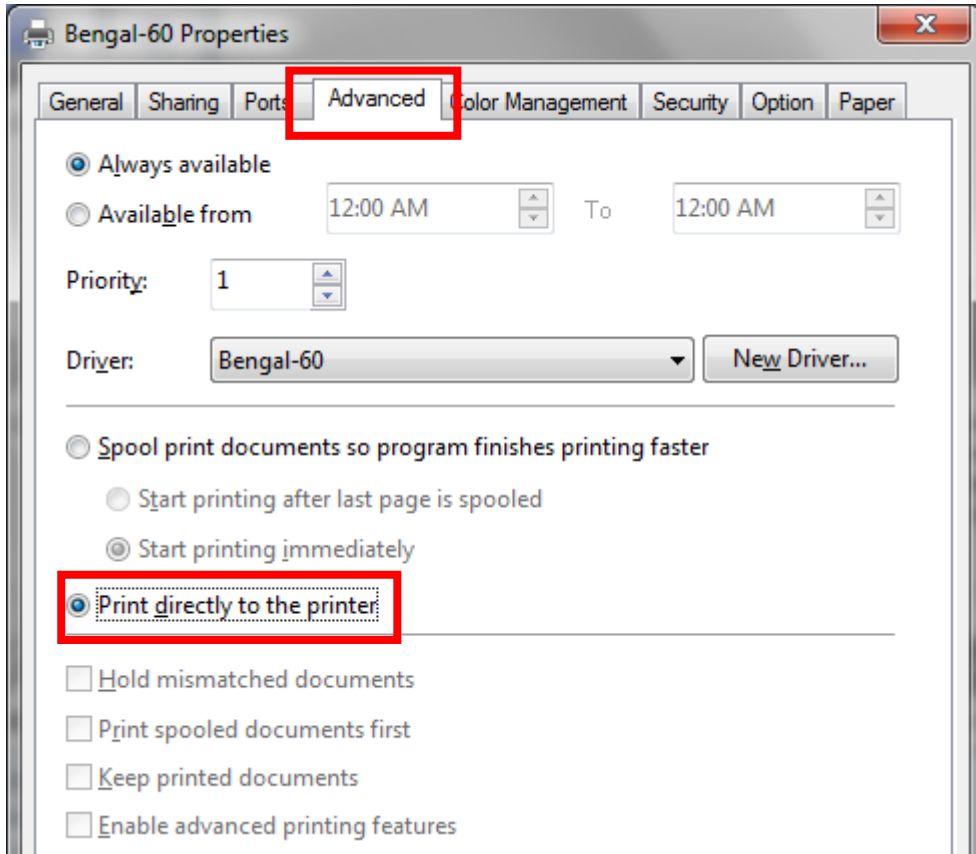 Bengal-60 Properties
General Sharing Ports Advanced Color Management Security Option Paper
Always available
Available from 12:00 AM To 12:00 AM
Priority: 1
Driver: Bengal-60 New Driver...
Spool print documents so program finishes printing faster
Start printing after last page is spooled
Start printing immediately
Print directly to the printer
Hold mismatched documents
Print spooled documents first
Keep printed documents
Enable advanced printing features